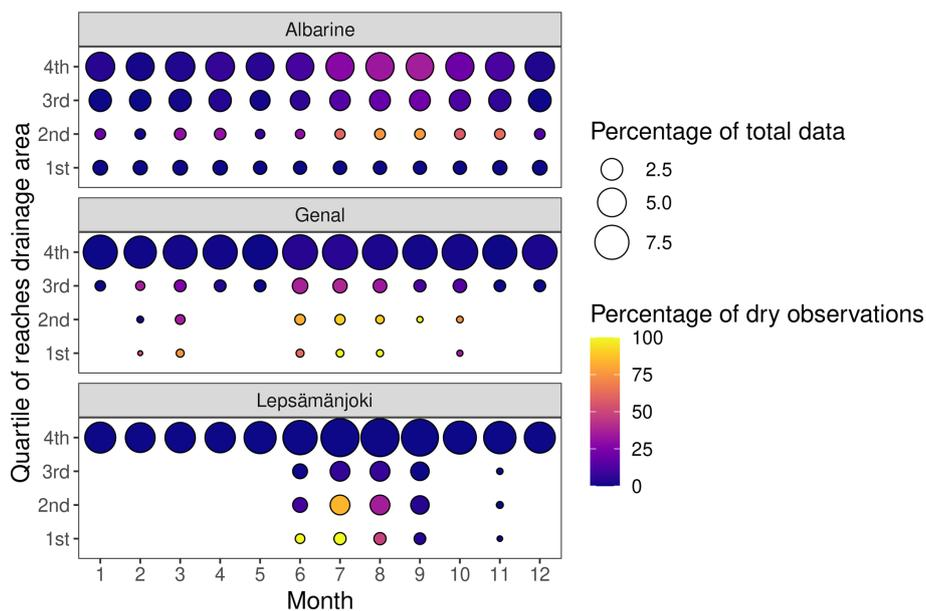 Albarine
4th
3rd
2nd
1st
Genal
4th
3rd
2nd
1st
Lepsämänjoki
4th
3rd
2nd
1st
1 2 3 4 5 6 7 8 9 10 11 12
Month
Quartile of reaches drainage area
Percentage of total data
2.5
5.0
7.5
Percentage of dry observations
100
75
50
25
0